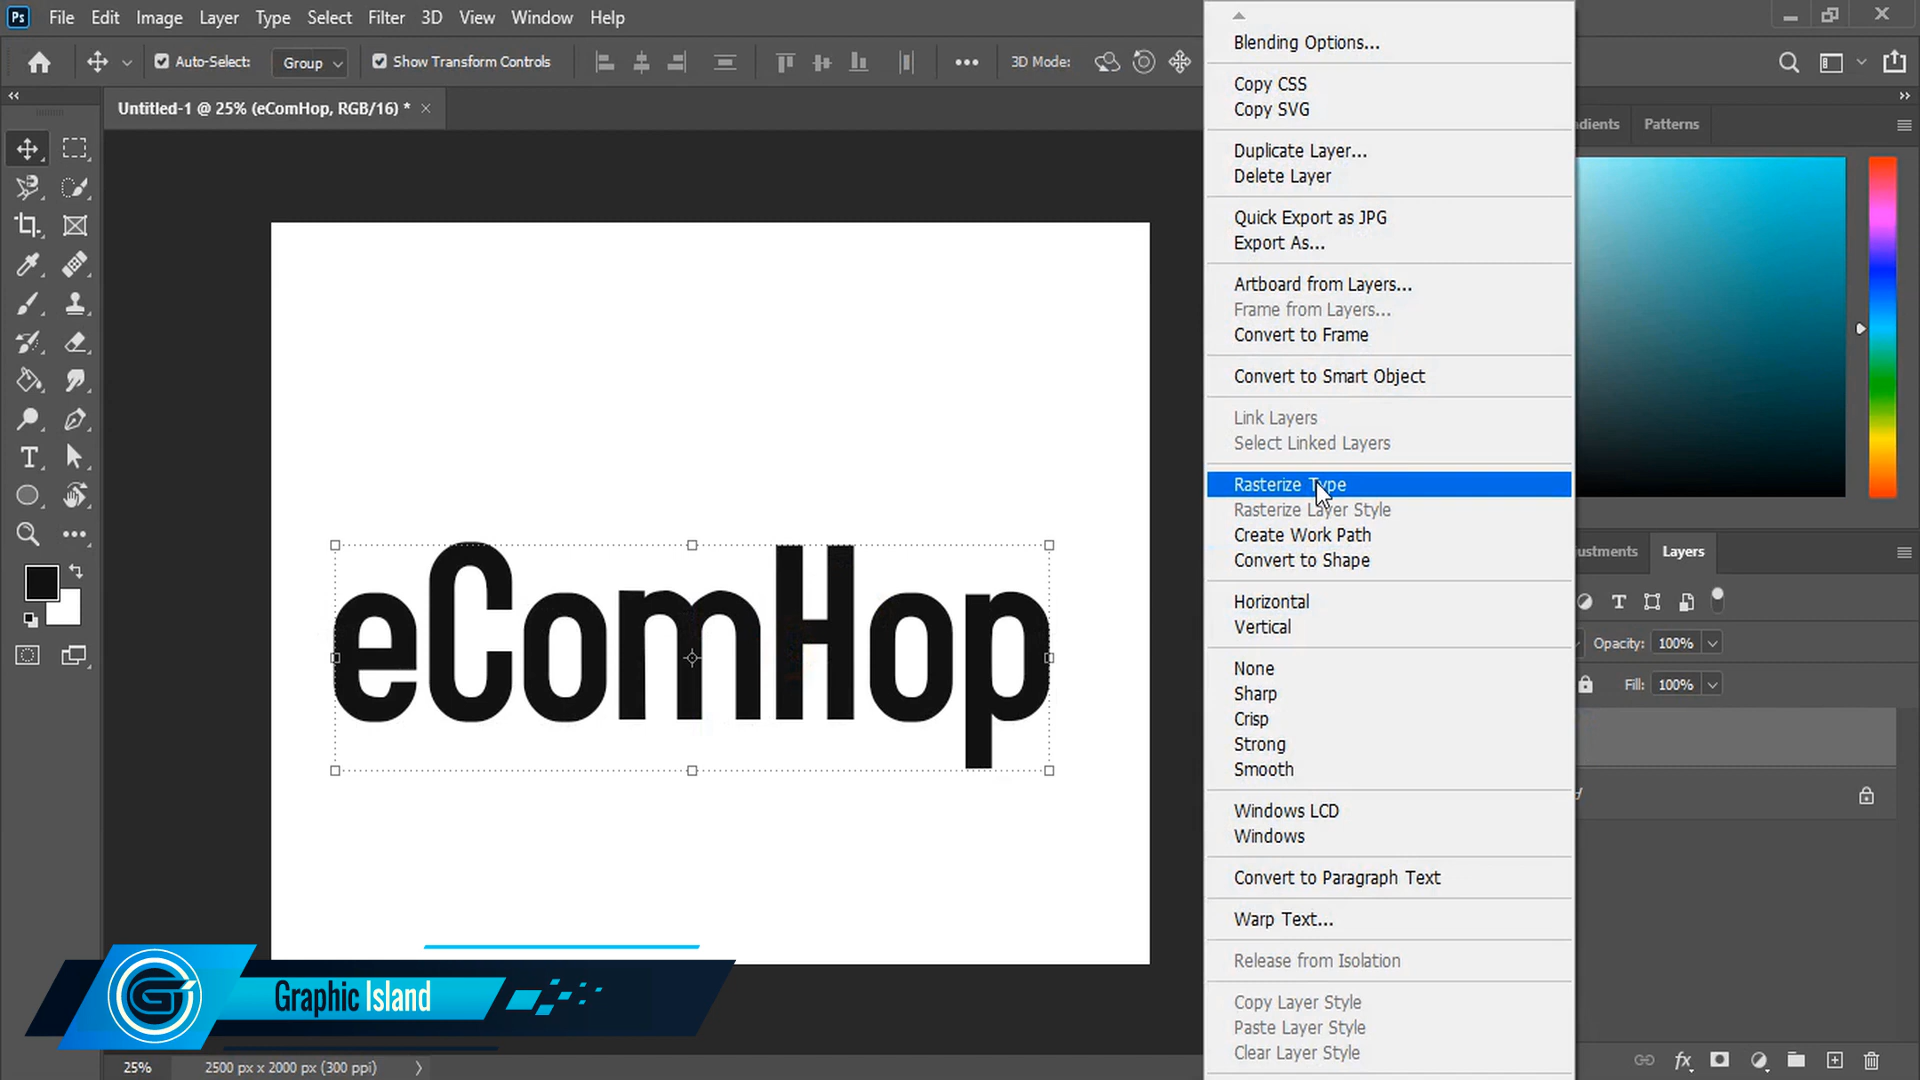 Ps File Edit Image Layer Type Select Filter 3D View Window Help
Auto-Select: Group Show Transform Controls 3D Mode:
Untitled-1 @ 25% (eComHop, RGB/16) *
eComHop
Graphic Island
25% 2500 px x 2000 px (300 ppi)
Blending Options...
Copy CSS
Copy SVG
Duplicate Layer...
Delete Layer
Quick Export as JPG
Export As...
Artboard from Layers...
Frame from Layers...
Convert to Frame
Convert to Smart Object
Link Layers
Select Linked Layers
Rasterize Type
Rasterize Layer Style
Create Work Path
Convert to Shape
Horizontal
Vertical
None
Sharp
Crisp
Strong
Smooth
Windows LCD
Windows
Convert to Paragraph Text
Warp Text...
Release from Isolation
Copy Layer Style
Paste Layer Style
Clear Layer Style
adients Patterns
ustments Layers
Opacity: 100%
Fill: 100%
fx